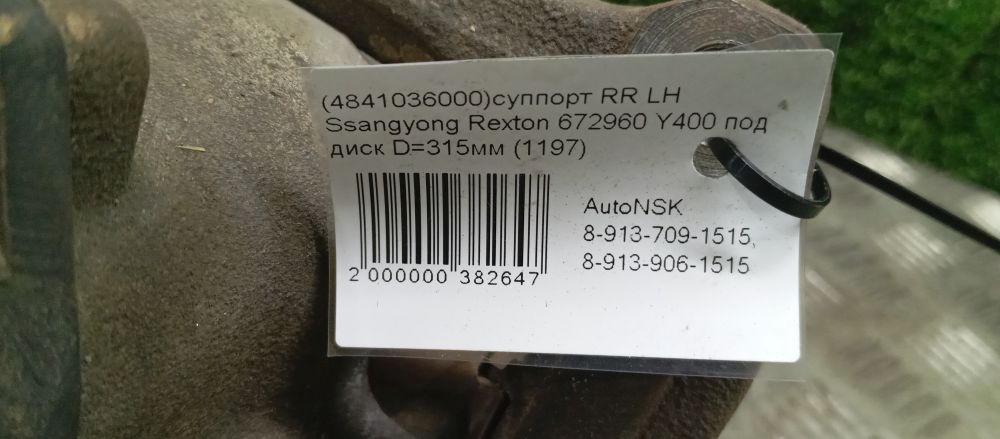 (4841036000)суппорт RR LH
Ssangyong Rexton 672960 Y400 под
диск D=315мм (1197)
AutoNSK
8-913-709-1515,
8-913-906-1515
2 000000 382647